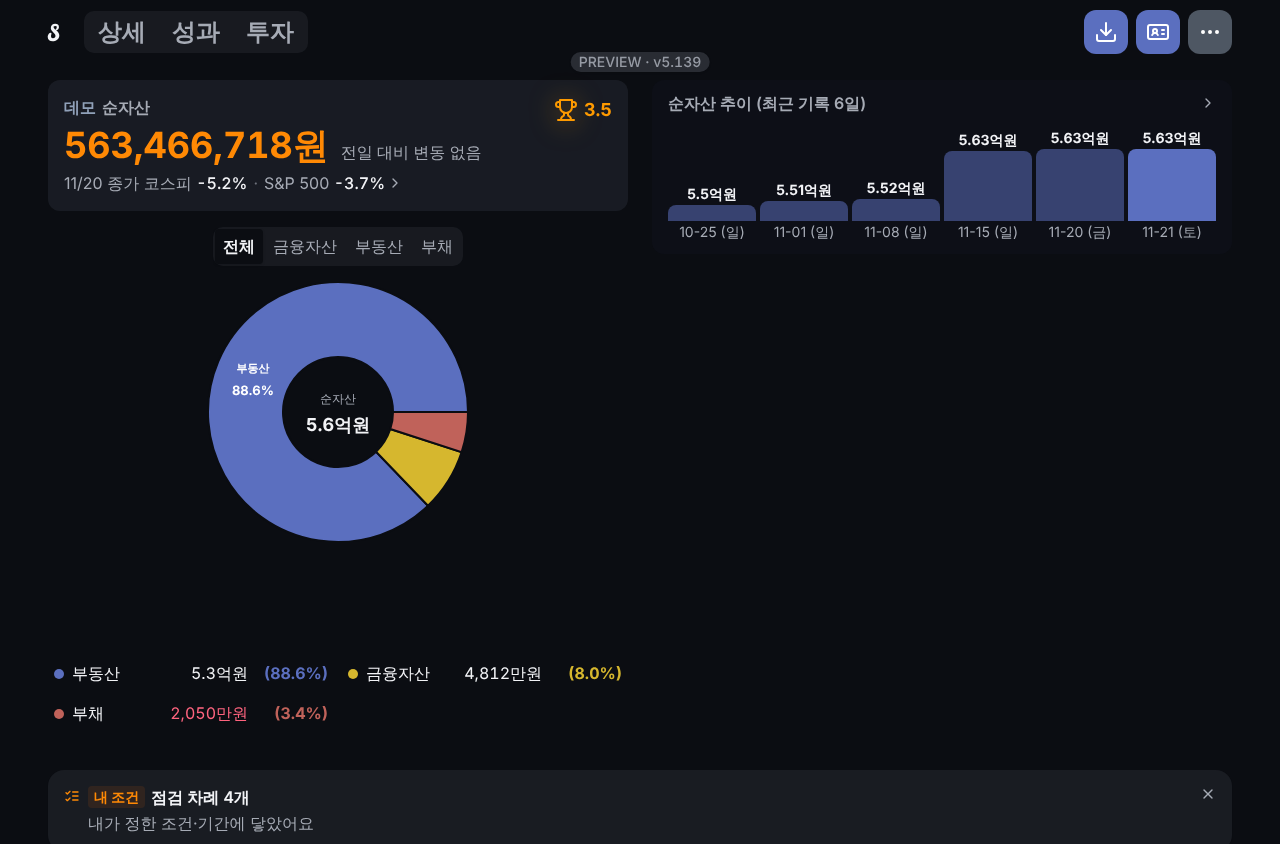 S
상세 성과 투자
PREVIEW · v5.139
데모 순자산
3.5
563,466,718원 전일 대비 변동 없음
11/20 종가 코스피 -5.2% · S&P 500 -3.7%
순자산 추이 (최근 기록 6일)
5.5억원 5.51억원 5.52억원 5.63억원 5.63억원 5.63억원
10-25 (일) 11-01 (일) 11-08 (일) 11-15 (일) 11-20 (금) 11-21 (토)
전체 금융자산 부동산 부채
부동산
88.6%
순자산
5.6억원
부동산 5.3억원 (88.6%) 금융자산 4,812만원 (8.0%)
부채 2,050만원 (3.4%)
내 조건 점검 차례 4개
내가 정한 조건·기간에 닿았어요